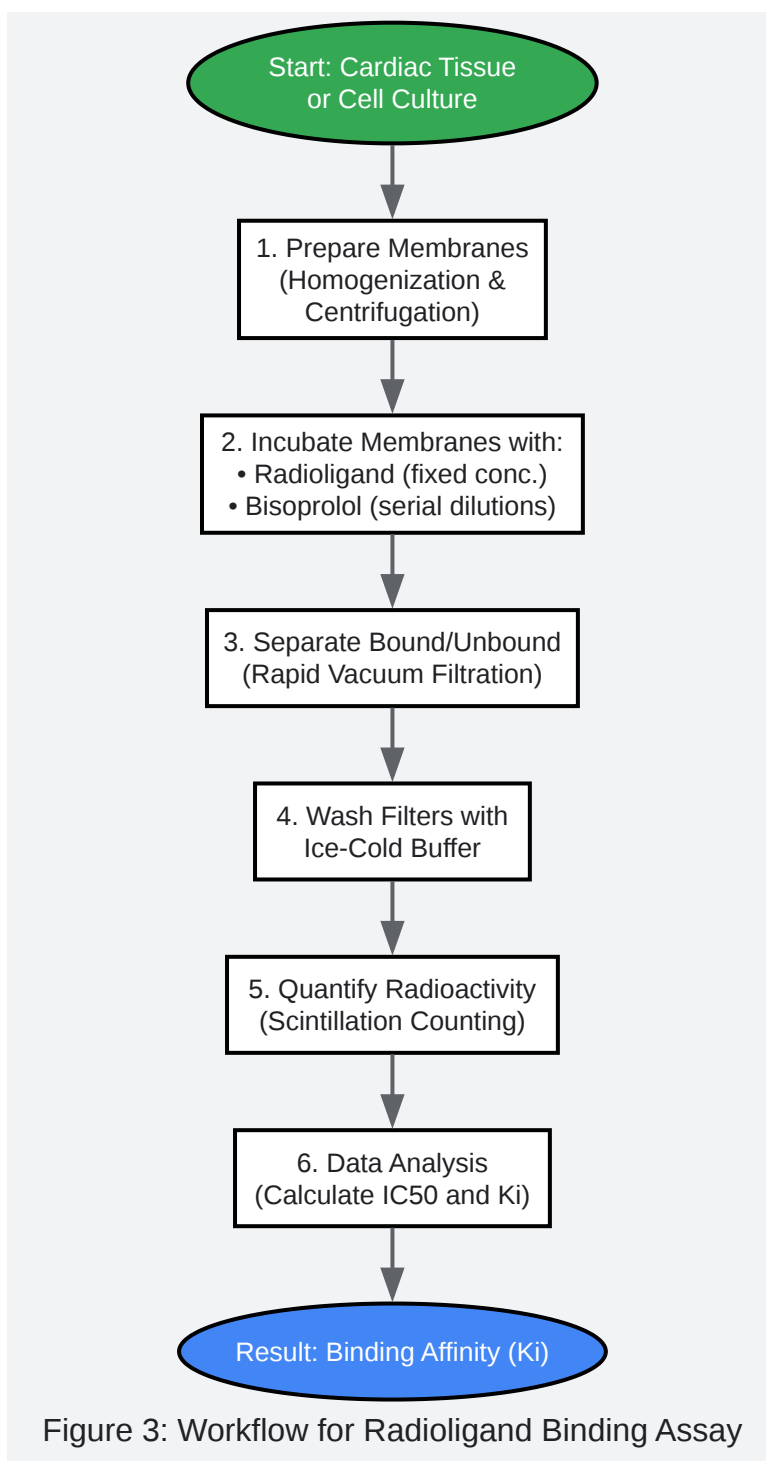 Start: Cardiac Tissue
or Cell Culture
1. Prepare Membranes
(Homogenization &
Centrifugation)
2. Incubate Membranes with:
• Radioligand (fixed conc.)
• Bisoprolol (serial dilutions)
3. Separate Bound/Unbound
(Rapid Vacuum Filtration)
4. Wash Filters with
Ice-Cold Buffer
5. Quantify Radioactivity
(Scintillation Counting)
6. Data Analysis
(Calculate IC50 and Ki)
Result: Binding Affinity (Ki)
Figure 3: Workflow for Radioligand Binding Assay